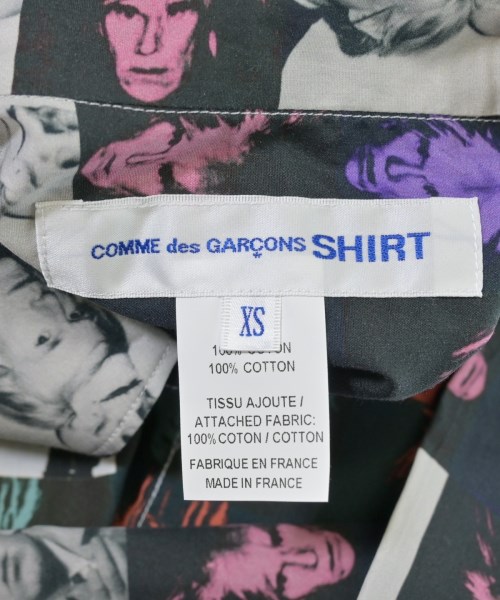 COMME des GARÇONS SHIRT
XS
100% COTON
100% COTTON
TISSU AJOUTE /
ATTACHED FABRIC:
100% COTON / COTTON
FABRIQUE EN FRANCE
MADE IN FRANCE